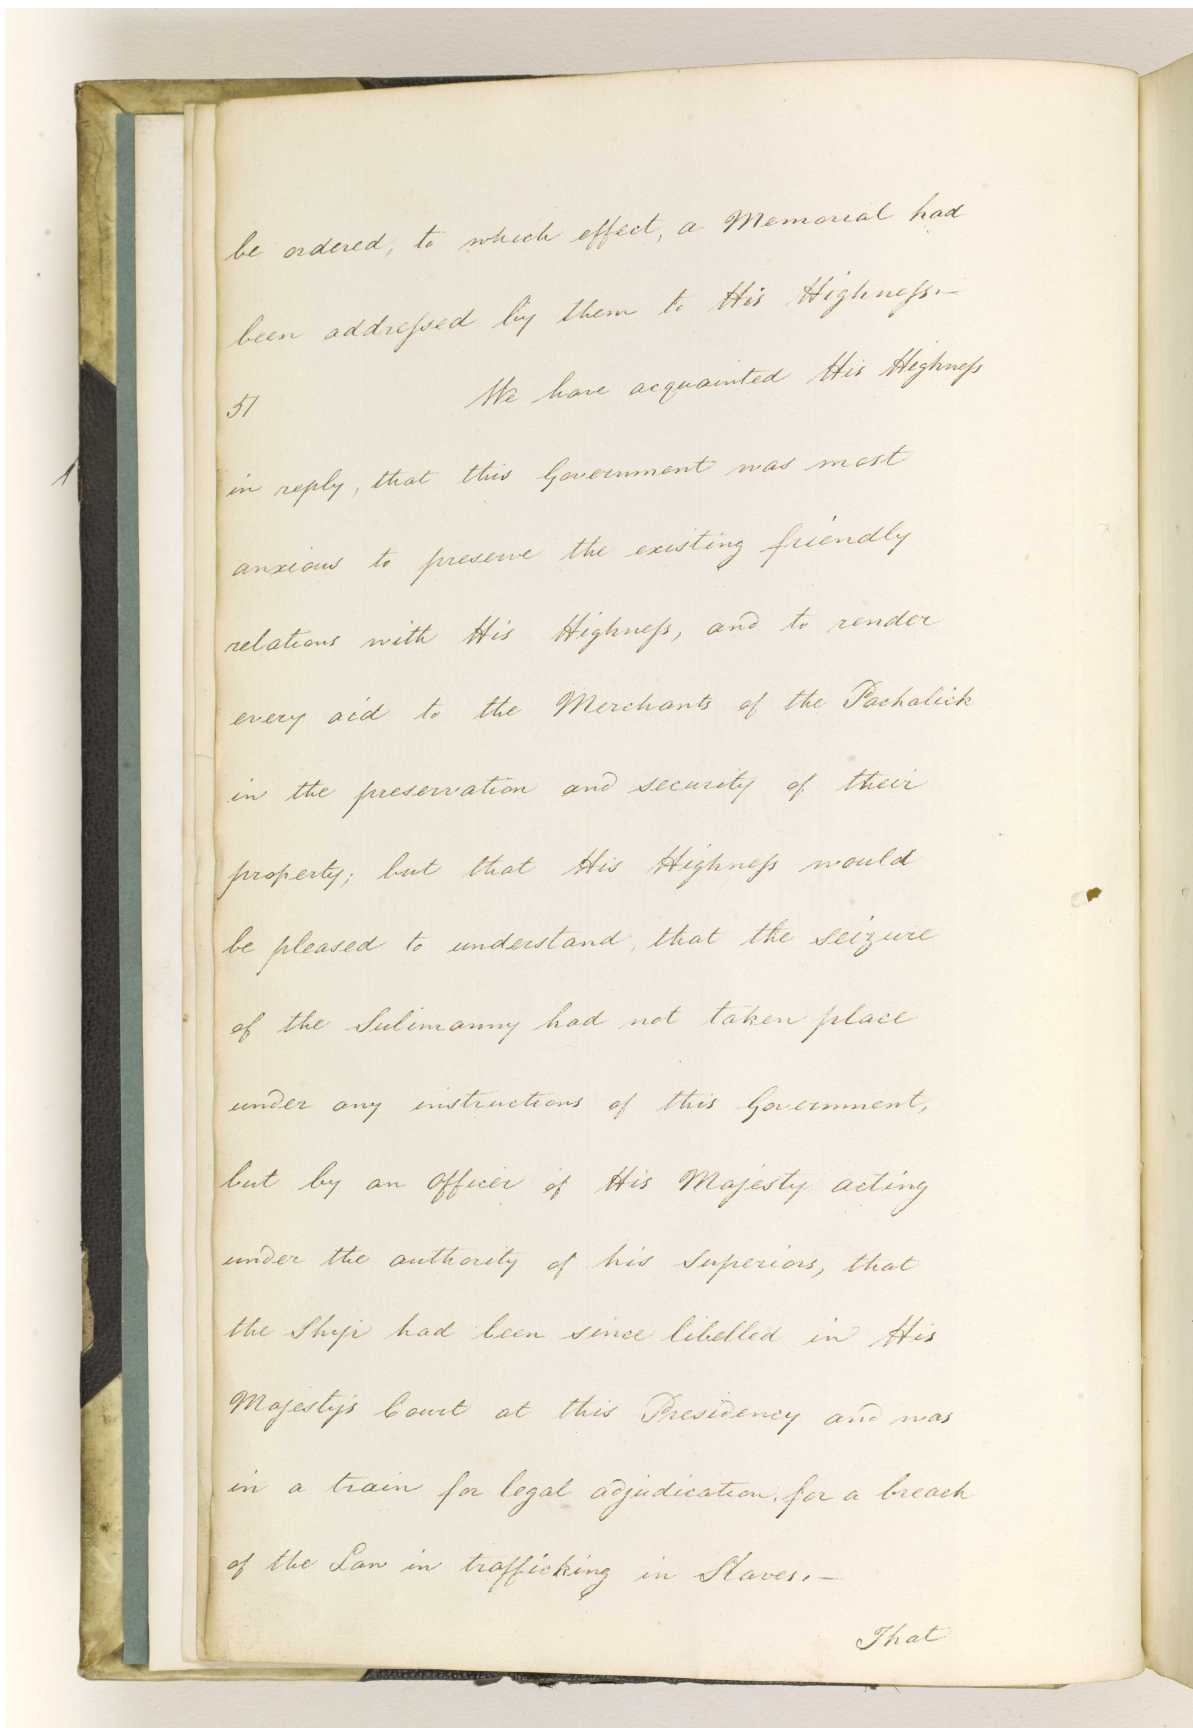 be ordered, to which effect, a Memorial had
been addressed by them to His Highness.—
51 We have acquainted His Highness
in reply, that this Government was most
anxious to preserve the existing friendly
relations with His Highness, and to render
every aid to the Merchants of the Pachalick
in the preservation and security of their
property; but that His Highness would
be pleased to understand, that the seizure
of the Sulimanny had not taken place
under any instructions of this Government,
but by an Officer of His Majesty acting
under the authority of his Superiors, that
the Ship had been since libelled in His
Majesty's Court at this Presidency and was
in a train for legal adjudication, for a breach
of the Law in trafficking in Slaves.—
That